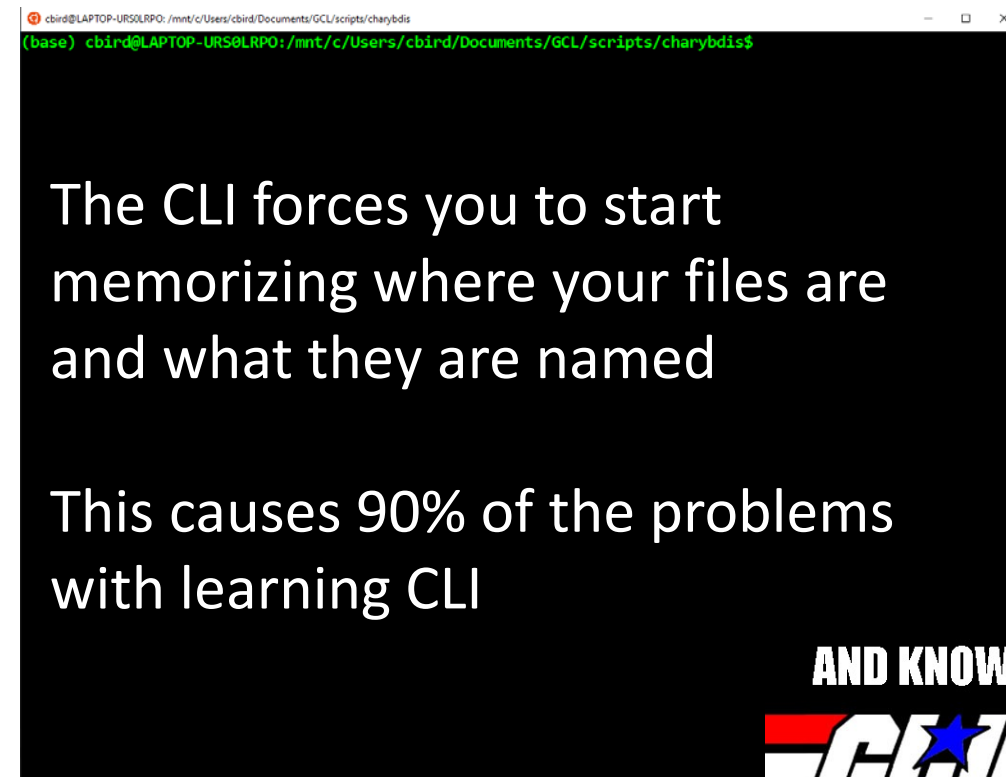 cbird@LAPTOP-URS0LRPO: /mnt/c/Users/cbird/Documents/GCL/scripts/charybdis
(base) cbird@LAPTOP-URS0LRPO:/mnt/c/Users/cbird/Documents/GCL/scripts/charybdis$
The CLI forces you to start
memorizing where your files are
and what they are named
This causes 90% of the problems
with learning CLI
AND KNOW